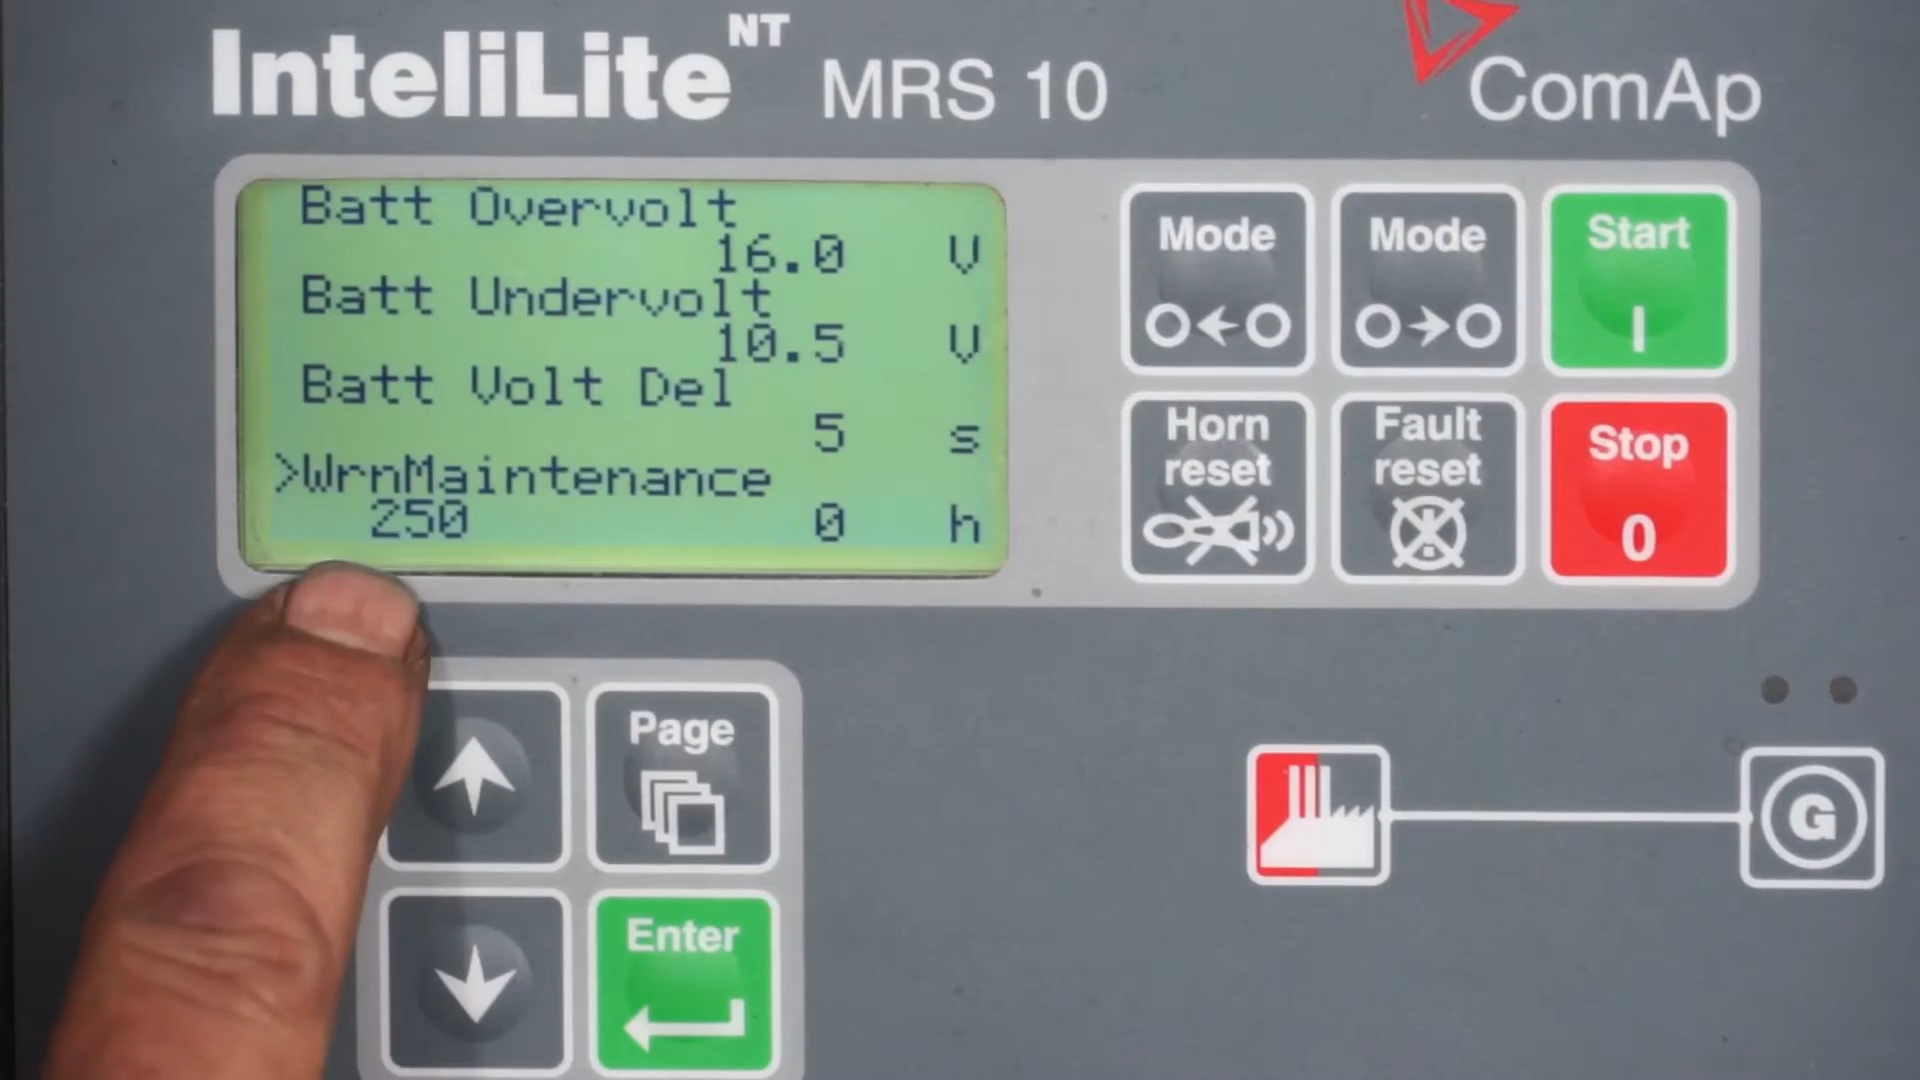 InteliLite NT MRS 10
ComAp
Batt Overvolt
16.0 V
Batt Undervolt
10.5 V
Batt Volt Del
5 s
>WrnMaintenance
250 0 h
Mode
Mode
Start
I
Horn
reset
Fault
reset
Stop
0
Page
Enter
G